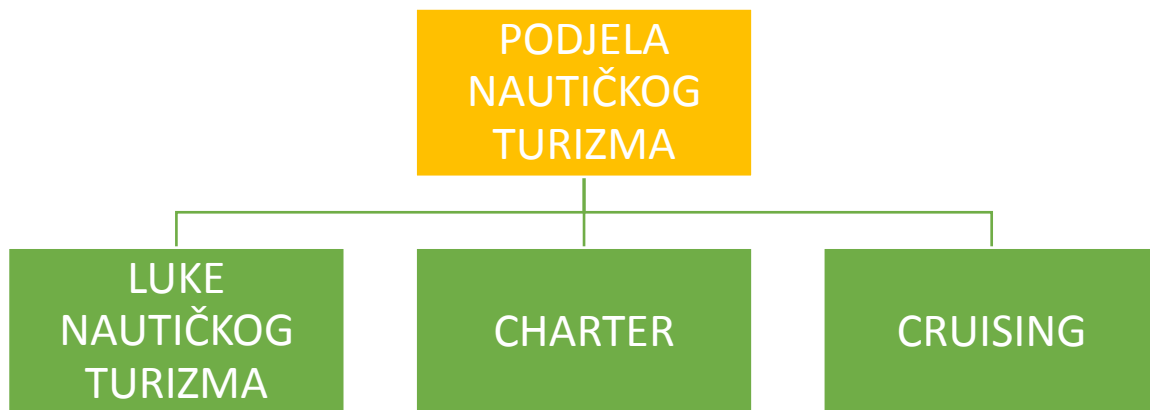 PODJELA
NAUTIČKOG
TURIZMA
LUKE
NAUTIČKOG
TURIZMA
CHARTER
CRUISING